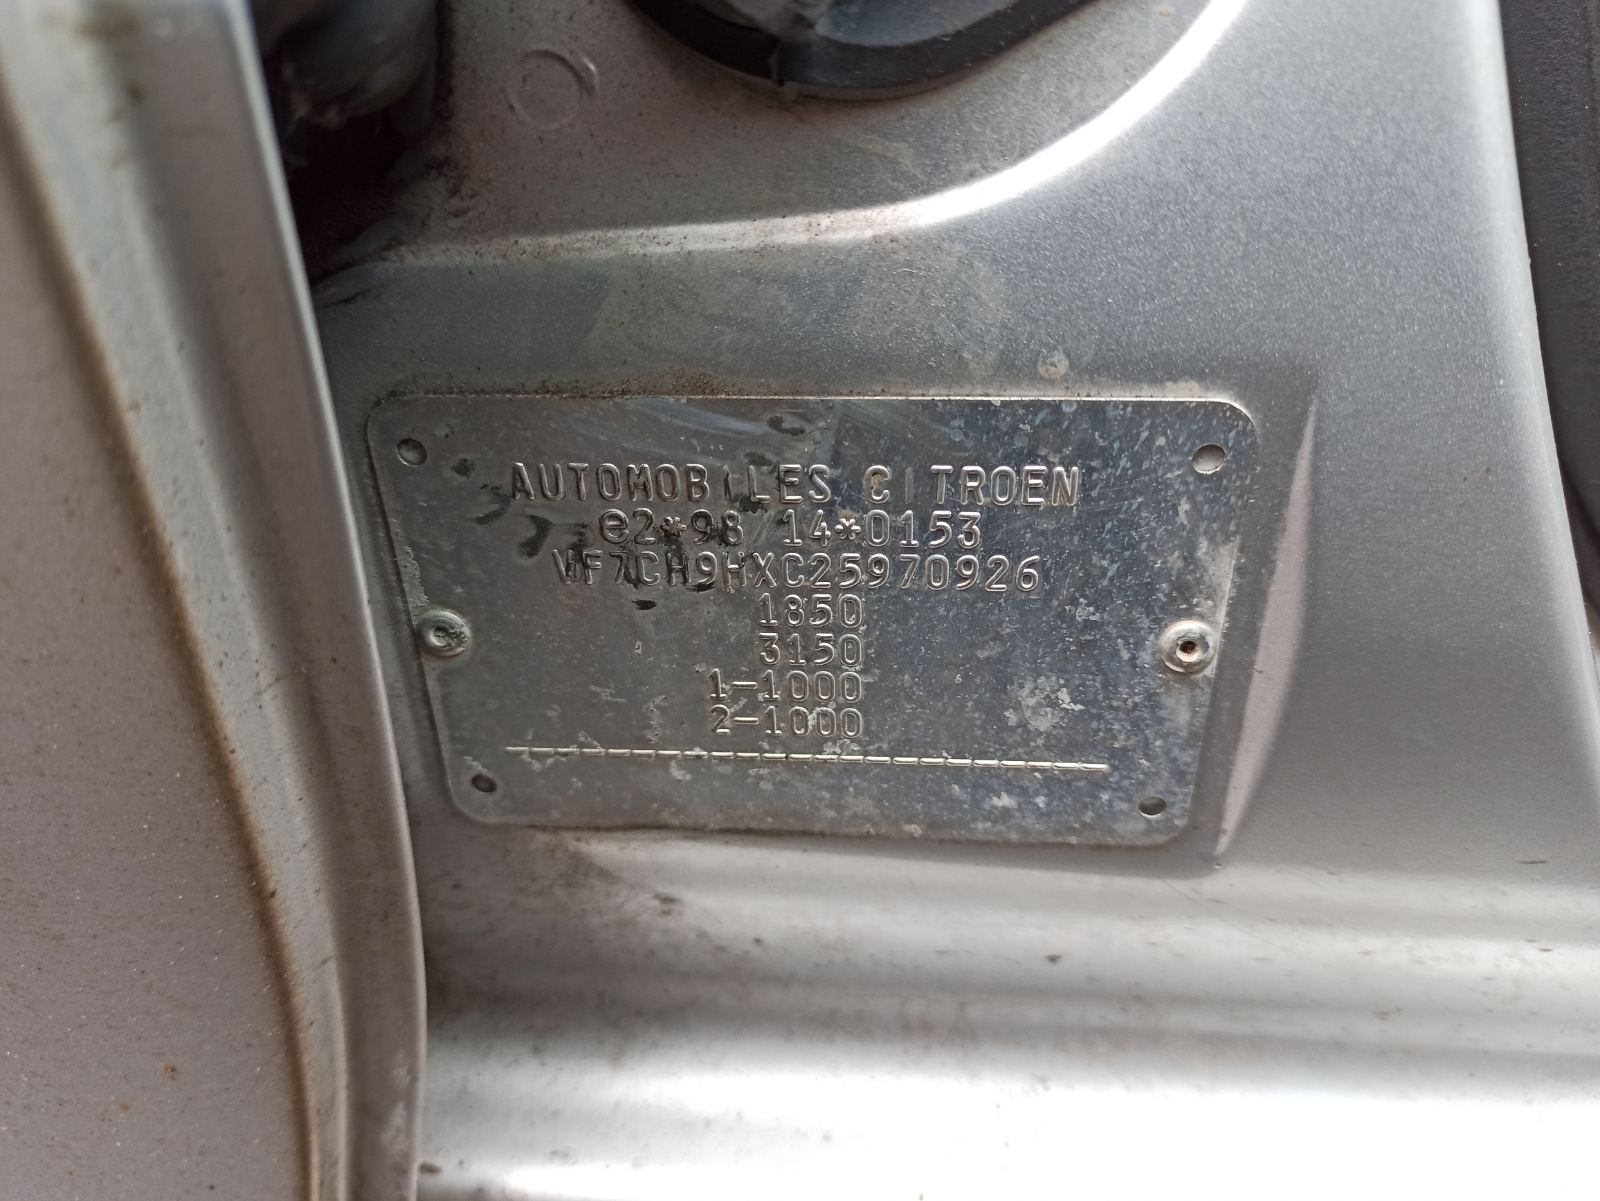 AUTOMOBILES CITROEN
e2*98/14*0153
VF7CH9HXC25970926
1850
3150
1-1000
2-1000